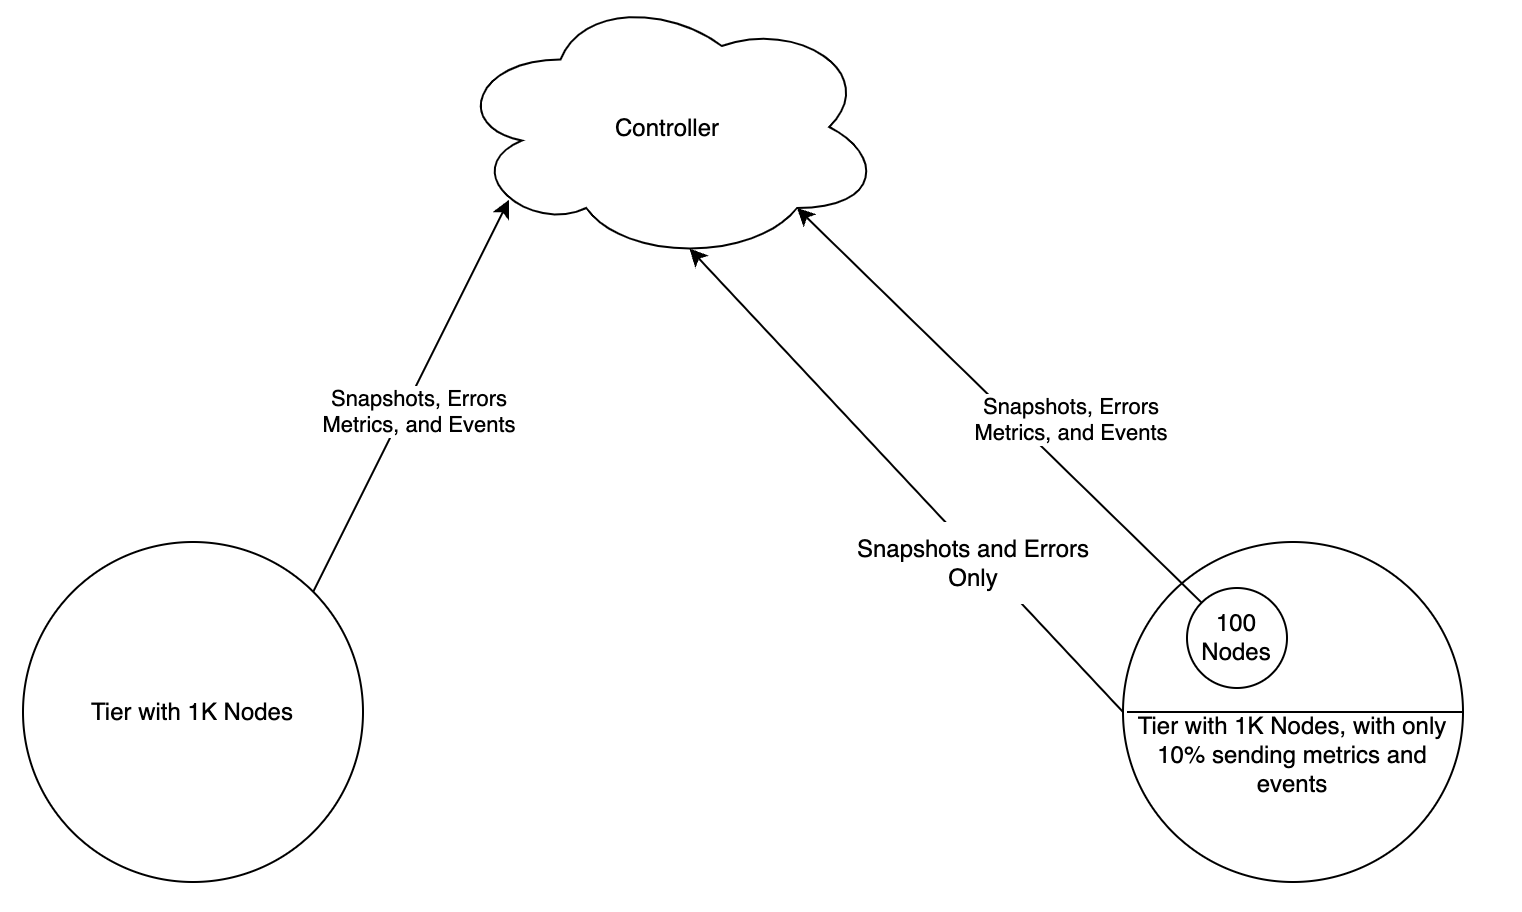 Controller
Snapshots, Errors
Metrics, and Events
Snapshots, Errors
Metrics, and Events
Snapshots and Errors
Only
100
Nodes
Tier with 1K Nodes
Tier with 1K Nodes, with only
10% sending metrics and
events